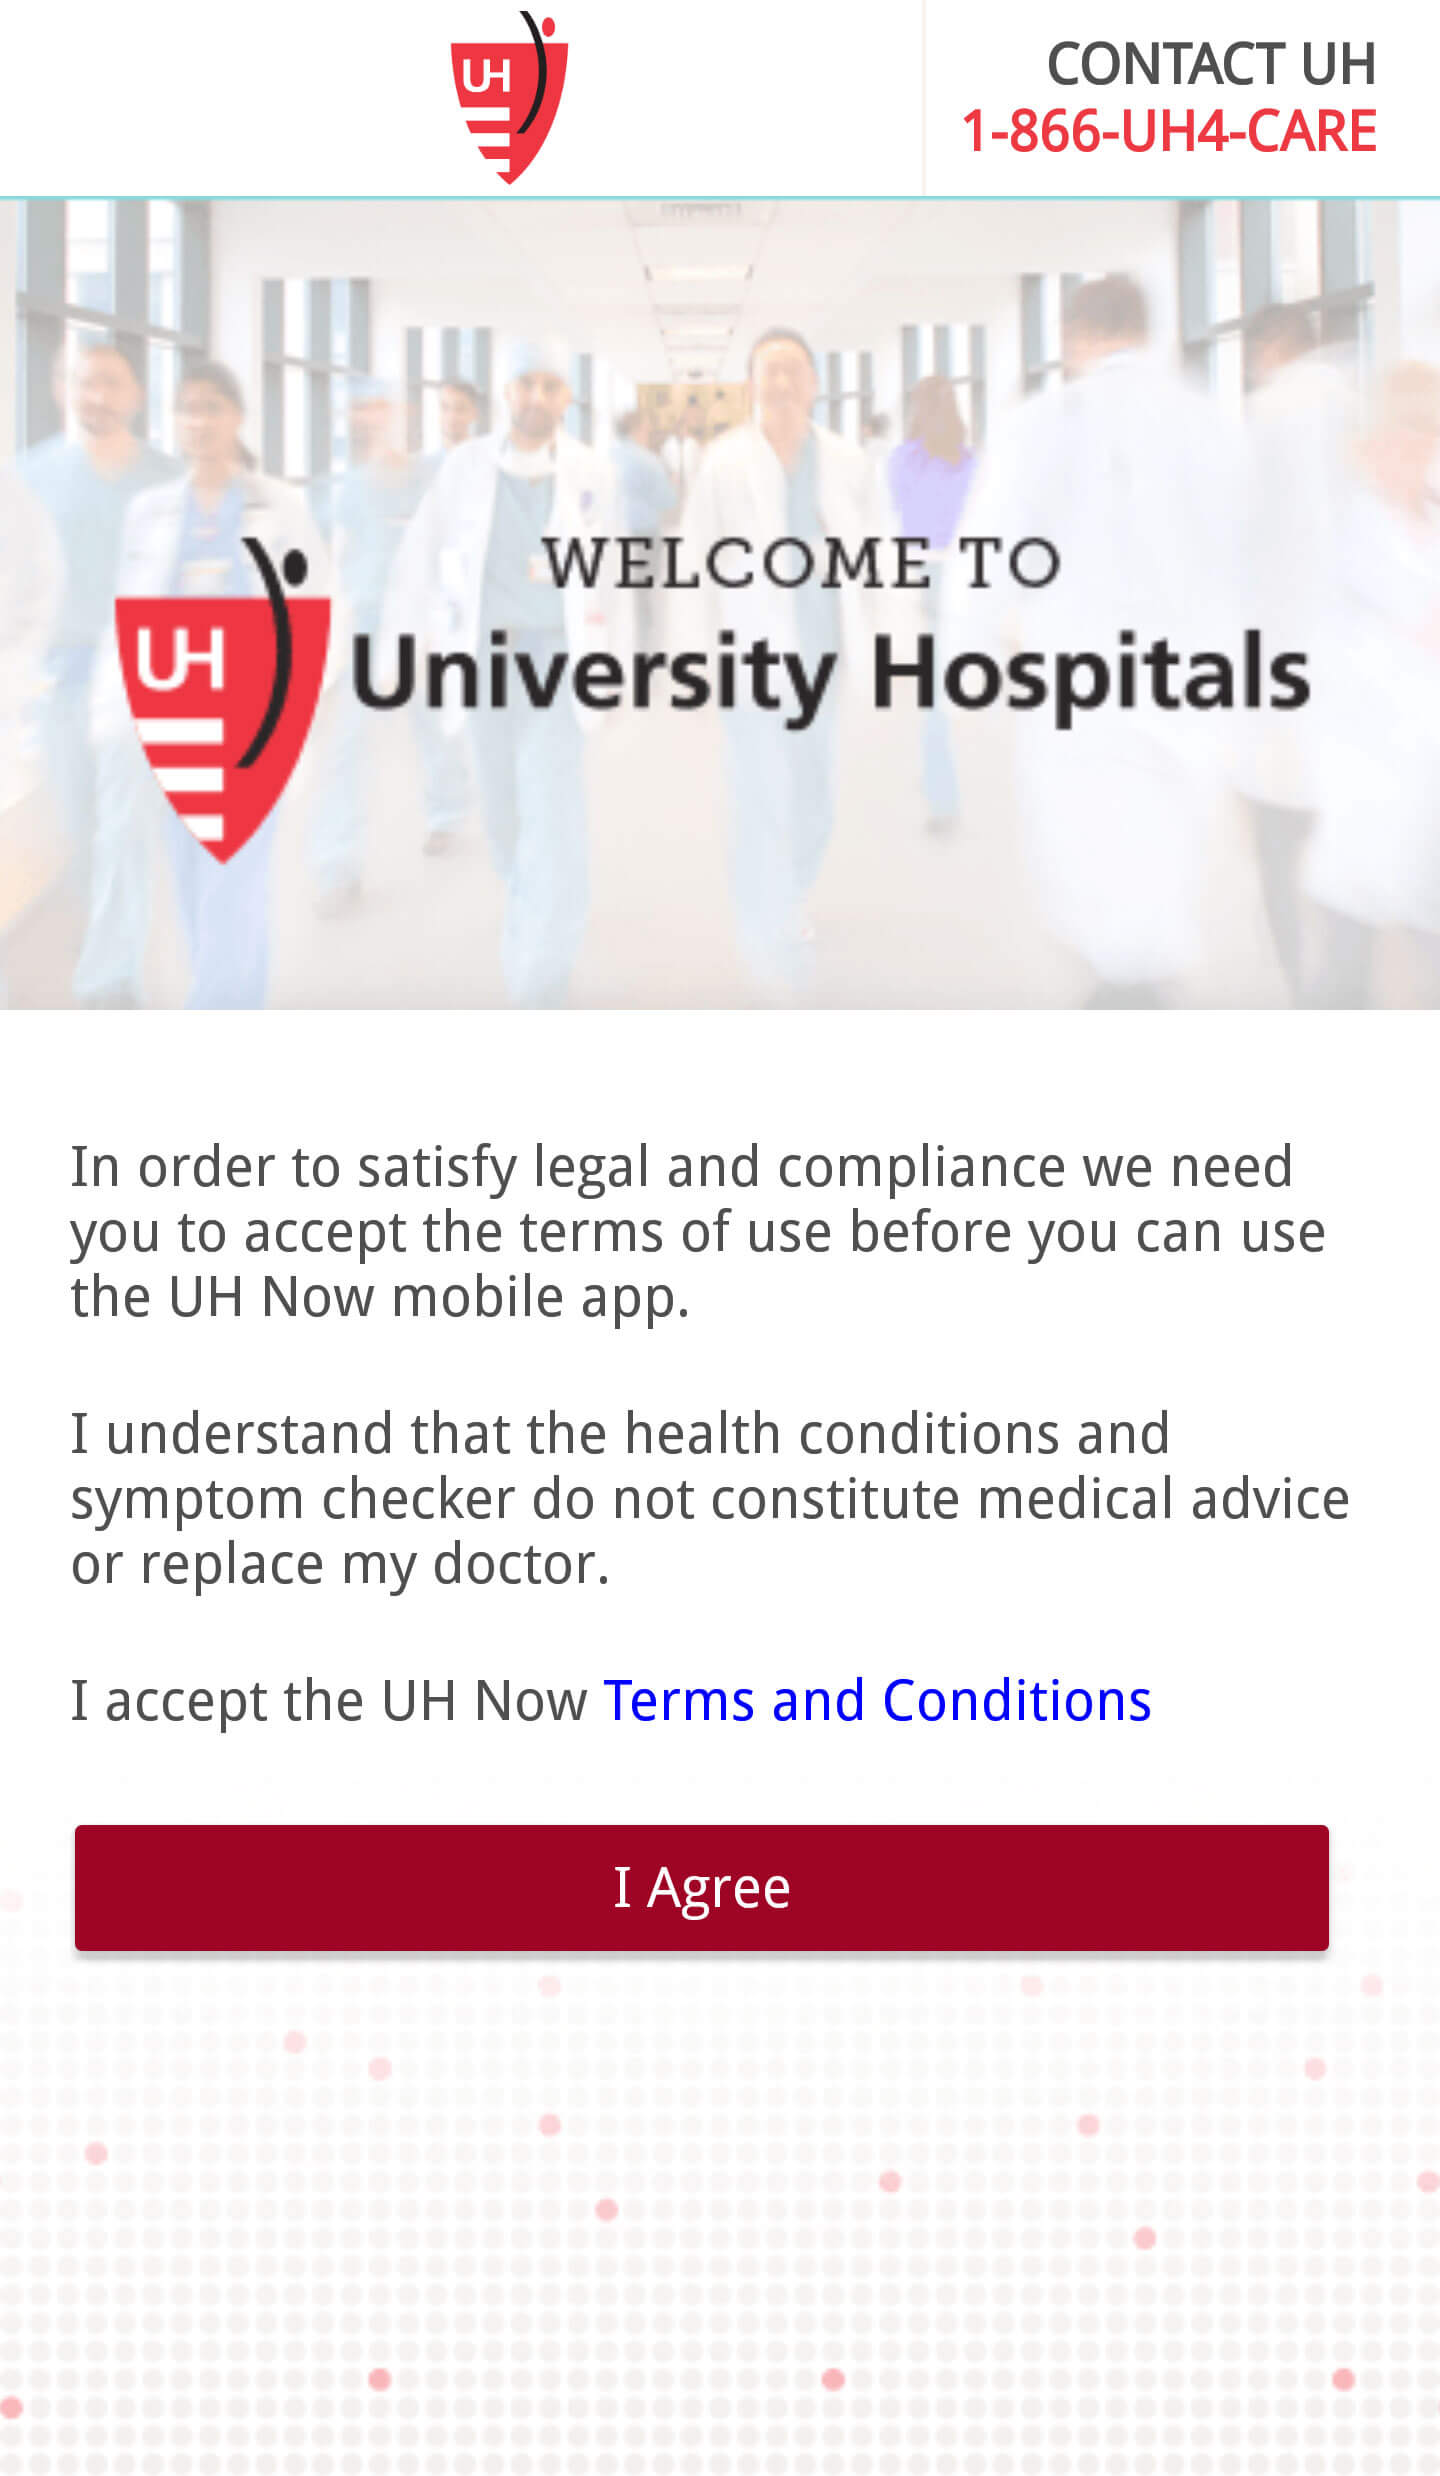 UH
CONTACT UH
1-866-UH4-CARE
WELCOME TO
UH
University Hospitals
In order to satisfy legal and compliance we need
you to accept the terms of use before you can use
the UH Now mobile app.
I understand that the health conditions and
symptom checker do not constitute medical advice
or replace my doctor.
I accept the UH Now Terms and Conditions
I Agree